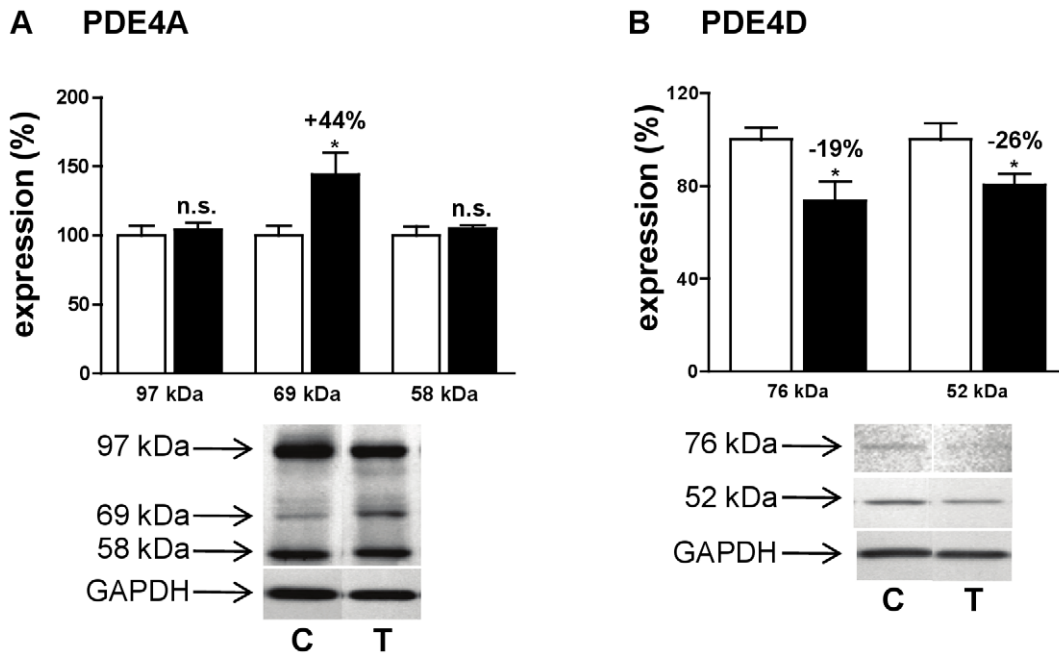 A PDE4A
expression (%)
200
150
100
50
0
n.s.
+44%
*
n.s.
97 kDa 69 kDa 58 kDa
97 kDa
69 kDa
58 kDa
GAPDH
C T
B PDE4D
expression (%)
120
80
40
0
-19%
*
-26%
*
76 kDa 52 kDa
76 kDa
52 kDa
GAPDH
C T